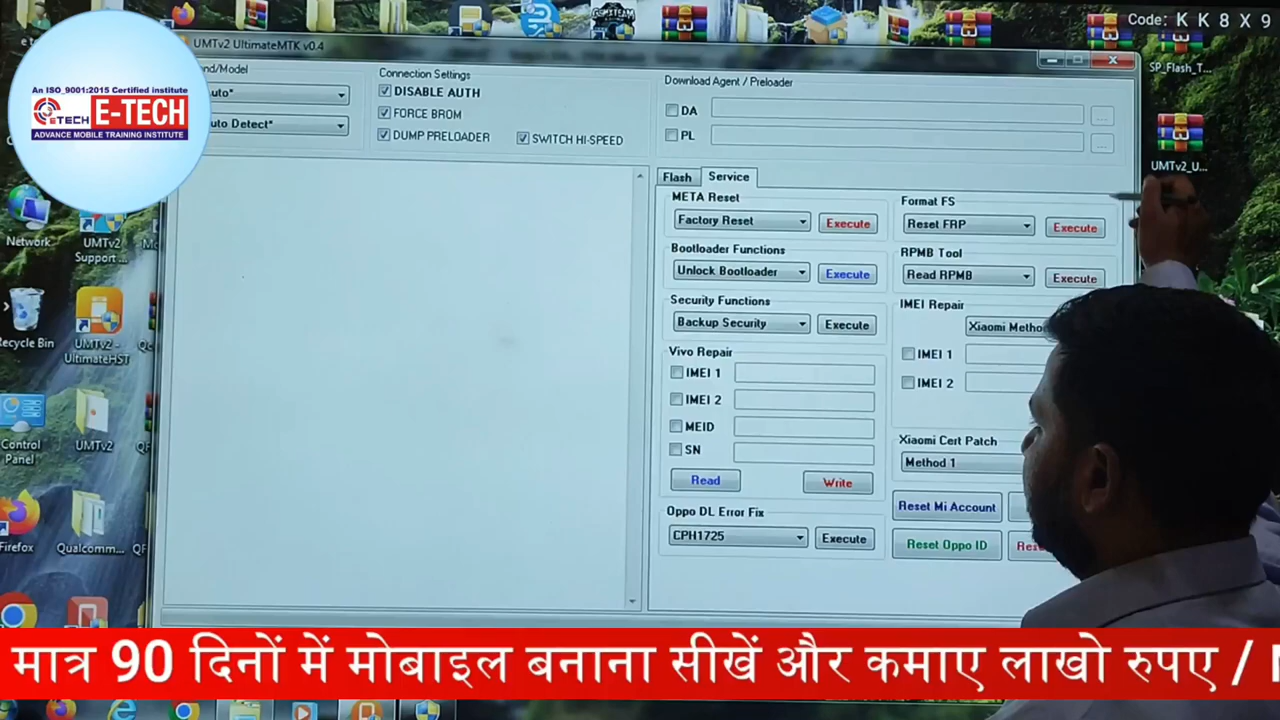 Code: K K 8 X 9
UMTv2 UltimateMTK v0.4
An ISO_9001:2015 Certified institute
E-TECH
ETECH
ADVANCE MOBILE TRAINING INSTITUTE
Connection Settings
DISABLE AUTH
FORCE BROM
DUMP PRELOADER
SWITCH HI-SPEED
Download Agent / Preloader
DA
PL
Flash Service
META Reset
Factory Reset Execute
Format FS
Reset FRP Execute
Bootloader Functions
Unlock Bootloader Execute
RPMB Tool
Read RPMB Execute
Security Functions
Backup Security Execute
IMEI Repair
Xiaomi Metho
IMEI 1
IMEI 2
Vivo Repair
IMEI 1
IMEI 2
MEID
SN
Read Write
Xiaomi Cert Patch
Method 1
Reset Mi Account
Reset Oppo ID
Oppo DL Error Fix
CPH1725 Execute
SP_Flash_T...
UMTv2_U...
Network
UMTv2
Support
Recycle Bin
UMTv2 -
UltimateHST
Control
Panel
UMTv2
Firefox
Qualcomm...
मात्र 90 दिनों में मोबाइल बनाना सीखें और कमाए लाखो रुपए /